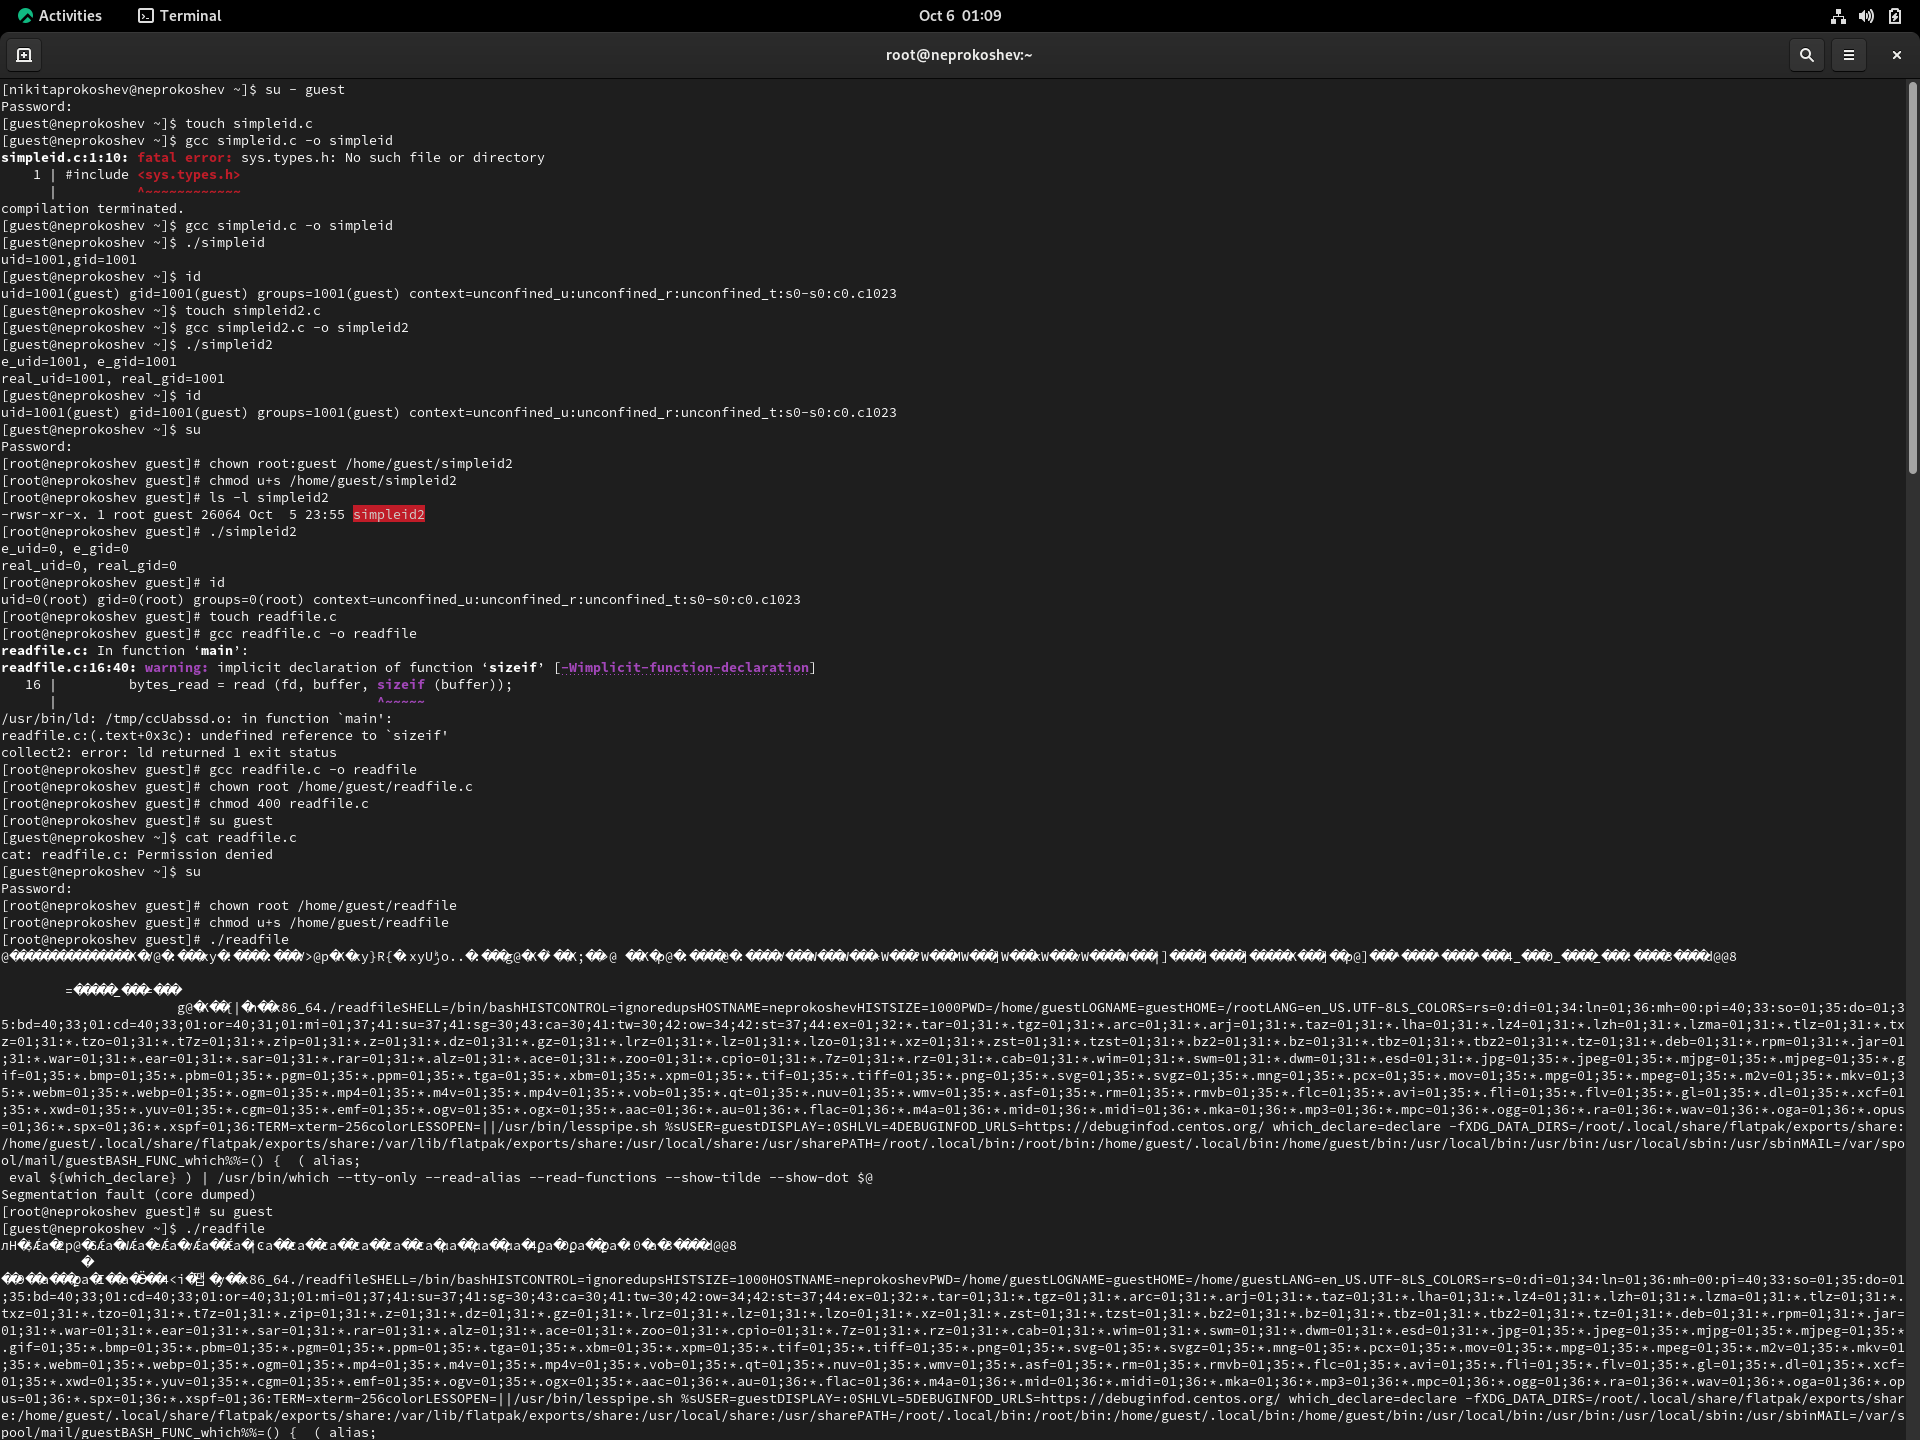 Activities
Terminal
Oct 6 01:09
root@neprokoshev:~
[nikitaprokoshev@neprokoshev ~]$ su - guest
Password:
[guest@neprokoshev ~]$ touch simpleid.c
[guest@neprokoshev ~]$ gcc simpleid.c -o simpleid
simpleid.c:1:10: fatal error: sys.types.h: No such file or directory
    1 | #include <sys.types.h>
      |          ^~~~~~~~~~~~~
compilation terminated.
[guest@neprokoshev ~]$ gcc simpleid.c -o simpleid
[guest@neprokoshev ~]$ ./simpleid
uid=1001,gid=1001
[guest@neprokoshev ~]$ id
uid=1001(guest) gid=1001(guest) groups=1001(guest) context=unconfined_u:unconfined_r:unconfined_t:s0-s0:c0.c1023
[guest@neprokoshev ~]$ touch simpleid2.c
[guest@neprokoshev ~]$ gcc simpleid2.c -o simpleid2
[guest@neprokoshev ~]$ ./simpleid2
e_uid=1001, e_gid=1001
real_uid=1001, real_gid=1001
[guest@neprokoshev ~]$ id
uid=1001(guest) gid=1001(guest) groups=1001(guest) context=unconfined_u:unconfined_r:unconfined_t:s0-s0:c0.c1023
[guest@neprokoshev ~]$ su
Password:
[root@neprokoshev guest]# chown root:guest /home/guest/simpleid2
[root@neprokoshev guest]# chmod u+s /home/guest/simpleid2
[root@neprokoshev guest]# ls -l simpleid2
-rwsr-xr-x. 1 root guest 26064 Oct  5 23:55 simpleid2
[root@neprokoshev guest]# ./simpleid2
e_uid=0, e_gid=0
real_uid=0, real_gid=0
[root@neprokoshev guest]# id
uid=0(root) gid=0(root) groups=0(root) context=unconfined_u:unconfined_r:unconfined_t:s0-s0:c0.c1023
[root@neprokoshev guest]# touch readfile.c
[root@neprokoshev guest]# gcc readfile.c -o readfile
readfile.c: In function ‘main’:
readfile.c:16:40: warning: implicit declaration of function ‘sizeif’ [-Wimplicit-function-declaration]
   16 |         bytes_read = read (fd, buffer, sizeif (buffer));
      |                                        ^~~~~~
/usr/bin/ld: /tmp/ccUabssd.o: in function `main':
readfile.c:(.text+0x3c): undefined reference to `sizeif'
collect2: error: ld returned 1 exit status
[root@neprokoshev guest]# gcc readfile.c -o readfile
[root@neprokoshev guest]# chown root /home/guest/readfile.c
[root@neprokoshev guest]# chmod 400 readfile.c
[root@neprokoshev guest]# su guest
[guest@neprokoshev ~]$ cat readfile.c
cat: readfile.c: Permission denied
[guest@neprokoshev ~]$ su
Password:
[root@neprokoshev guest]# chown root /home/guest/readfile
[root@neprokoshev guest]# chmod u+s /home/guest/readfile
[root@neprokoshev guest]# ./readfile
x86_64./readfileSHELL=/bin/bashHISTCONTROL=ignoredupsHOSTNAME=neprokoshevHISTSIZE=1000PWD=/home/guestLOGNAME=guestHOME=/rootLANG=en_US.UTF-8LS_COLORS=rs=0:di=01;34:ln=01;36:mh=00:pi=40;33:so=01;35:do=01;3
5:bd=40;33;01:cd=40;33;01:or=40;31;01:mi=01;37;41:su=37;41:sg=30;43:ca=30;41:tw=30;42:ow=34;42:st=37;44:ex=01;32:*.tar=01;31:*.tgz=01;31:*.arc=01;31:*.arj=01;31:*.taz=01;31:*.lha=01;31:*.lz4=01;31:*.lzh=01;31:*.lzma=01;31:*.tlz=01;31:*.tx
z=01;31:*.tzo=01;31:*.t7z=01;31:*.zip=01;31:*.z=01;31:*.dz=01;31:*.gz=01;31:*.lrz=01;31:*.lz=01;31:*.lzo=01;31:*.xz=01;31:*.zst=01;31:*.tzst=01;31:*.bz2=01;31:*.bz=01;31:*.tbz=01;31:*.tbz2=01;31:*.tz=01;31:*.deb=01;31:*.rpm=01;31:*.jar=01
;31:*.war=01;31:*.ear=01;31:*.sar=01;31:*.rar=01;31:*.alz=01;31:*.ace=01;31:*.zoo=01;31:*.cpio=01;31:*.7z=01;31:*.rz=01;31:*.cab=01;31:*.wim=01;31:*.swm=01;31:*.dwm=01;31:*.esd=01;31:*.jpg=01;35:*.jpeg=01;35:*.mjpg=01;35:*.mjpeg=01;35:*.g
if=01;35:*.bmp=01;35:*.pbm=01;35:*.pgm=01;35:*.ppm=01;35:*.tga=01;35:*.xbm=01;35:*.xpm=01;35:*.tif=01;35:*.tiff=01;35:*.png=01;35:*.svg=01;35:*.svgz=01;35:*.mng=01;35:*.pcx=01;35:*.mov=01;35:*.mpg=01;35:*.mpeg=01;35:*.m2v=01;35:*.mkv=01;3
5:*.webm=01;35:*.webp=01;35:*.ogm=01;35:*.mp4=01;35:*.m4v=01;35:*.mp4v=01;35:*.vob=01;35:*.qt=01;35:*.nuv=01;35:*.wmv=01;35:*.asf=01;35:*.rm=01;35:*.rmvb=01;35:*.flc=01;35:*.avi=01;35:*.fli=01;35:*.flv=01;35:*.gl=01;35:*.dl=01;35:*.xcf=01
;35:*.xwd=01;35:*.yuv=01;35:*.cgm=01;35:*.emf=01;35:*.ogv=01;35:*.ogx=01;35:*.aac=01;36:*.au=01;36:*.flac=01;36:*.m4a=01;36:*.mid=01;36:*.midi=01;36:*.mka=01;36:*.mp3=01;36:*.mpc=01;36:*.ogg=01;36:*.ra=01;36:*.wav=01;36:*.oga=01;36:*.opus
=01;36:*.spx=01;36:*.xspf=01;36:TERM=xterm-256colorLESSOPEN=||/usr/bin/lesspipe.sh %sUSER=guestDISPLAY=:0SHLVL=4DEBUGINFOD_URLS=https://debuginfod.centos.org/ which_declare=declare -fXDG_DATA_DIRS=/root/.local/share/flatpak/exports/share:
/home/guest/.local/share/flatpak/exports/share:/var/lib/flatpak/exports/share:/usr/local/share:/usr/sharePATH=/root/.local/bin:/root/bin:/home/guest/.local/bin:/home/guest/bin:/usr/local/bin:/usr/bin:/usr/local/sbin:/usr/sbinMAIL=/var/spo
ol/mail/guestBASH_FUNC_which%%=() {  ( alias;
 eval ${which_declare} ) | /usr/bin/which --tty-only --read-alias --read-functions --show-tilde --show-dot $@
Segmentation fault (core dumped)
[root@neprokoshev guest]# su guest
[guest@neprokoshev ~]$ ./readfile
x86_64./readfileSHELL=/bin/bashHISTCONTROL=ignoredupsHISTSIZE=1000HOSTNAME=neprokoshevPWD=/home/guestLOGNAME=guestHOME=/home/guestLANG=en_US.UTF-8LS_COLORS=rs=0:di=01;34:ln=01;36:mh=00:pi=40;33:so=01;35:do=01
;35:bd=40;33;01:cd=40;33;01:or=40;31;01:mi=01;37;41:su=37;41:sg=30;43:ca=30;41:tw=30;42:ow=34;42:st=37;44:ex=01;32:*.tar=01;31:*.tgz=01;31:*.arc=01;31:*.arj=01;31:*.taz=01;31:*.lha=01;31:*.lz4=01;31:*.lzh=01;31:*.lzma=01;31:*.tlz=01;31:*.
txz=01;31:*.tzo=01;31:*.t7z=01;31:*.zip=01;31:*.z=01;31:*.dz=01;31:*.gz=01;31:*.lrz=01;31:*.lz=01;31:*.lzo=01;31:*.xz=01;31:*.zst=01;31:*.tzst=01;31:*.bz2=01;31:*.bz=01;31:*.tbz=01;31:*.tbz2=01;31:*.tz=01;31:*.deb=01;31:*.rpm=01;31:*.jar=
01;31:*.war=01;31:*.ear=01;31:*.sar=01;31:*.rar=01;31:*.alz=01;31:*.ace=01;31:*.zoo=01;31:*.cpio=01;31:*.7z=01;31:*.rz=01;31:*.cab=01;31:*.wim=01;31:*.swm=01;31:*.dwm=01;31:*.esd=01;31:*.jpg=01;35:*.jpeg=01;35:*.mjpg=01;35:*.mjpeg=01;35:*
.gif=01;35:*.bmp=01;35:*.pbm=01;35:*.pgm=01;35:*.ppm=01;35:*.tga=01;35:*.xbm=01;35:*.xpm=01;35:*.tif=01;35:*.tiff=01;35:*.png=01;35:*.svg=01;35:*.svgz=01;35:*.mng=01;35:*.pcx=01;35:*.mov=01;35:*.mpg=01;35:*.mpeg=01;35:*.m2v=01;35:*.mkv=01
;35:*.webm=01;35:*.webp=01;35:*.ogm=01;35:*.mp4=01;35:*.m4v=01;35:*.mp4v=01;35:*.vob=01;35:*.qt=01;35:*.nuv=01;35:*.wmv=01;35:*.asf=01;35:*.rm=01;35:*.rmvb=01;35:*.flc=01;35:*.avi=01;35:*.fli=01;35:*.flv=01;35:*.gl=01;35:*.dl=01;35:*.xcf=
01;35:*.xwd=01;35:*.yuv=01;35:*.cgm=01;35:*.emf=01;35:*.ogv=01;35:*.ogx=01;35:*.aac=01;36:*.au=01;36:*.flac=01;36:*.m4a=01;36:*.mid=01;36:*.midi=01;36:*.mka=01;36:*.mp3=01;36:*.mpc=01;36:*.ogg=01;36:*.ra=01;36:*.wav=01;36:*.oga=01;36:*.op
us=01;36:*.spx=01;36:*.xspf=01;36:TERM=xterm-256colorLESSOPEN=||/usr/bin/lesspipe.sh %sUSER=guestDISPLAY=:0SHLVL=5DEBUGINFOD_URLS=https://debuginfod.centos.org/ which_declare=declare -fXDG_DATA_DIRS=/root/.local/share/flatpak/exports/shar
e:/home/guest/.local/share/flatpak/exports/share:/var/lib/flatpak/exports/share:/usr/local/share:/usr/sharePATH=/root/.local/bin:/root/bin:/home/guest/.local/bin:/home/guest/bin:/usr/local/bin:/usr/bin:/usr/local/sbin:/usr/sbinMAIL=/var/s
pool/mail/guestBASH_FUNC_which%%=() {  ( alias;